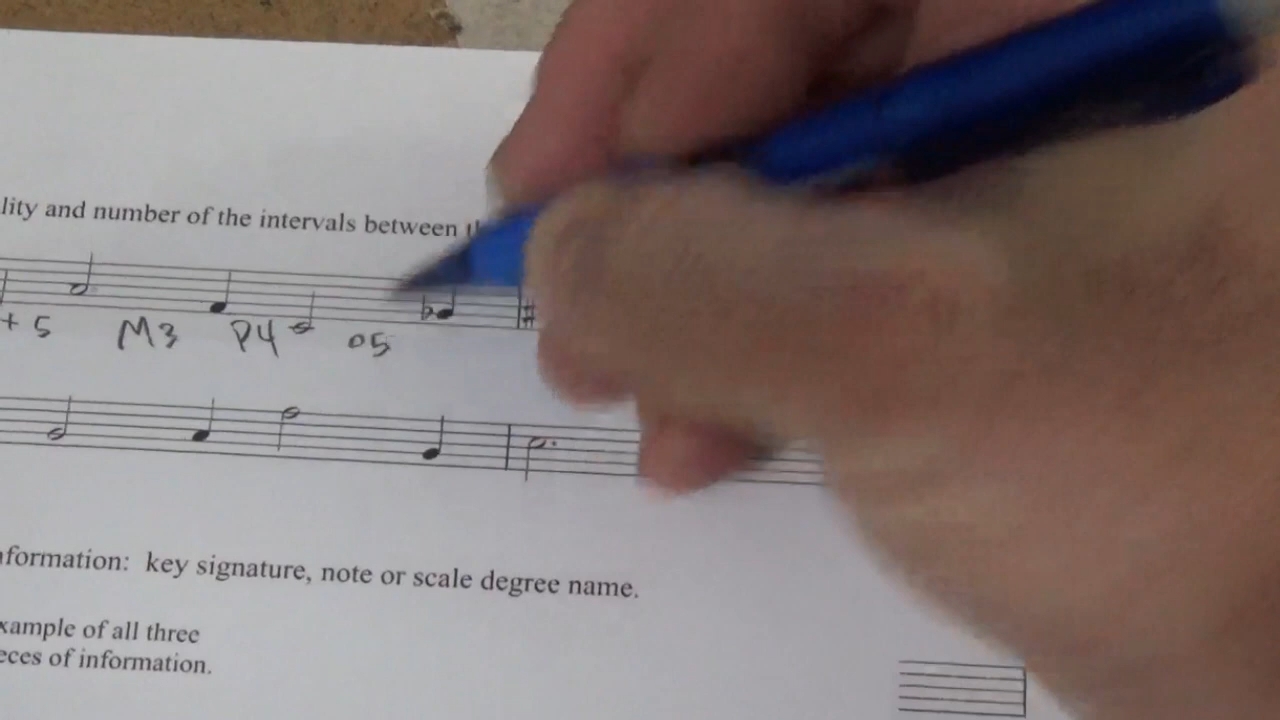 lity and number of the intervals between
+5 M3 P4 o5
nformation: key signature, note or scale degree name.
xample of all three
eces of information.